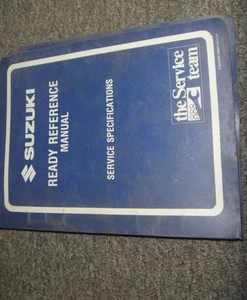 SUZUKI
READY REFERENCE
MANUAL
SERVICE SPECIFICATIONS
the Service
team